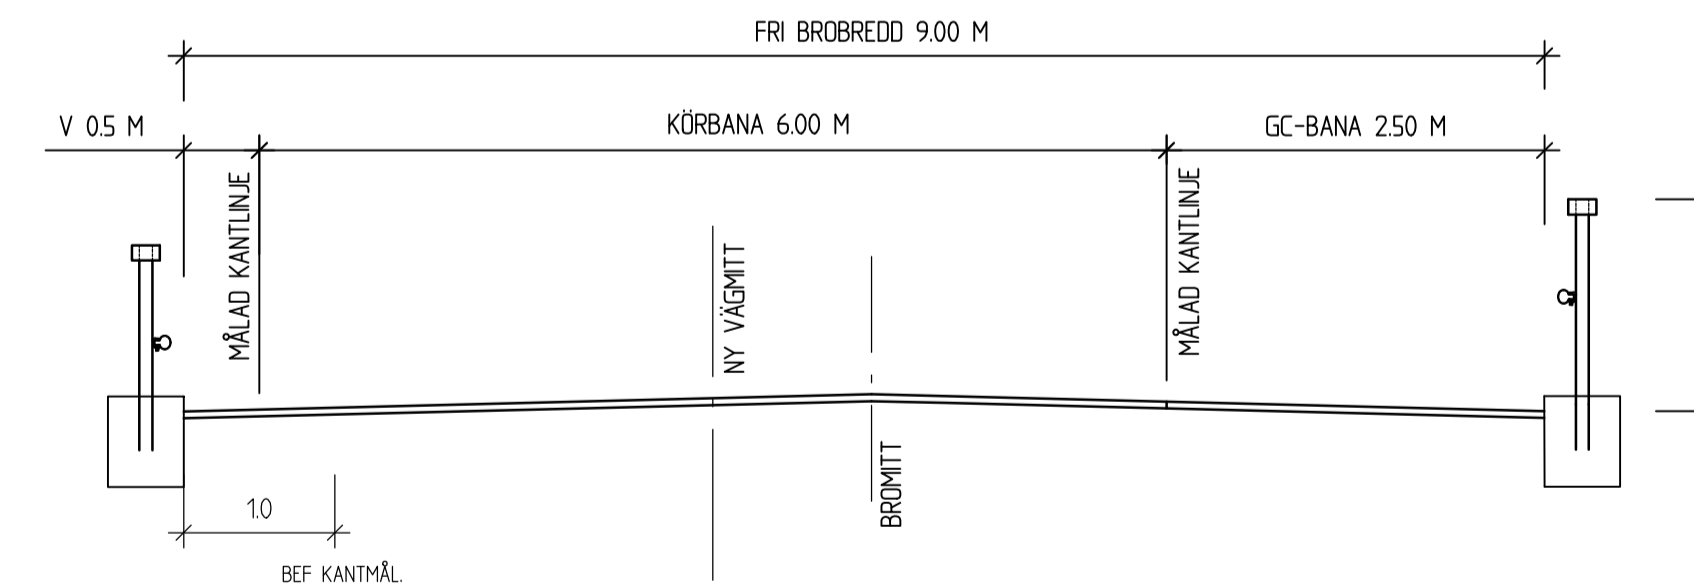 FRI BROBREDD 9.00 M
V 0.5 M
KÖRBANA 6.00 M
GC-BANA 2.50 M
MÅLAD KANTLINJE
NY VÄGMITT
MÅLAD KANTLINJE
BROMITT
1.0
BEF KANTMÅL.